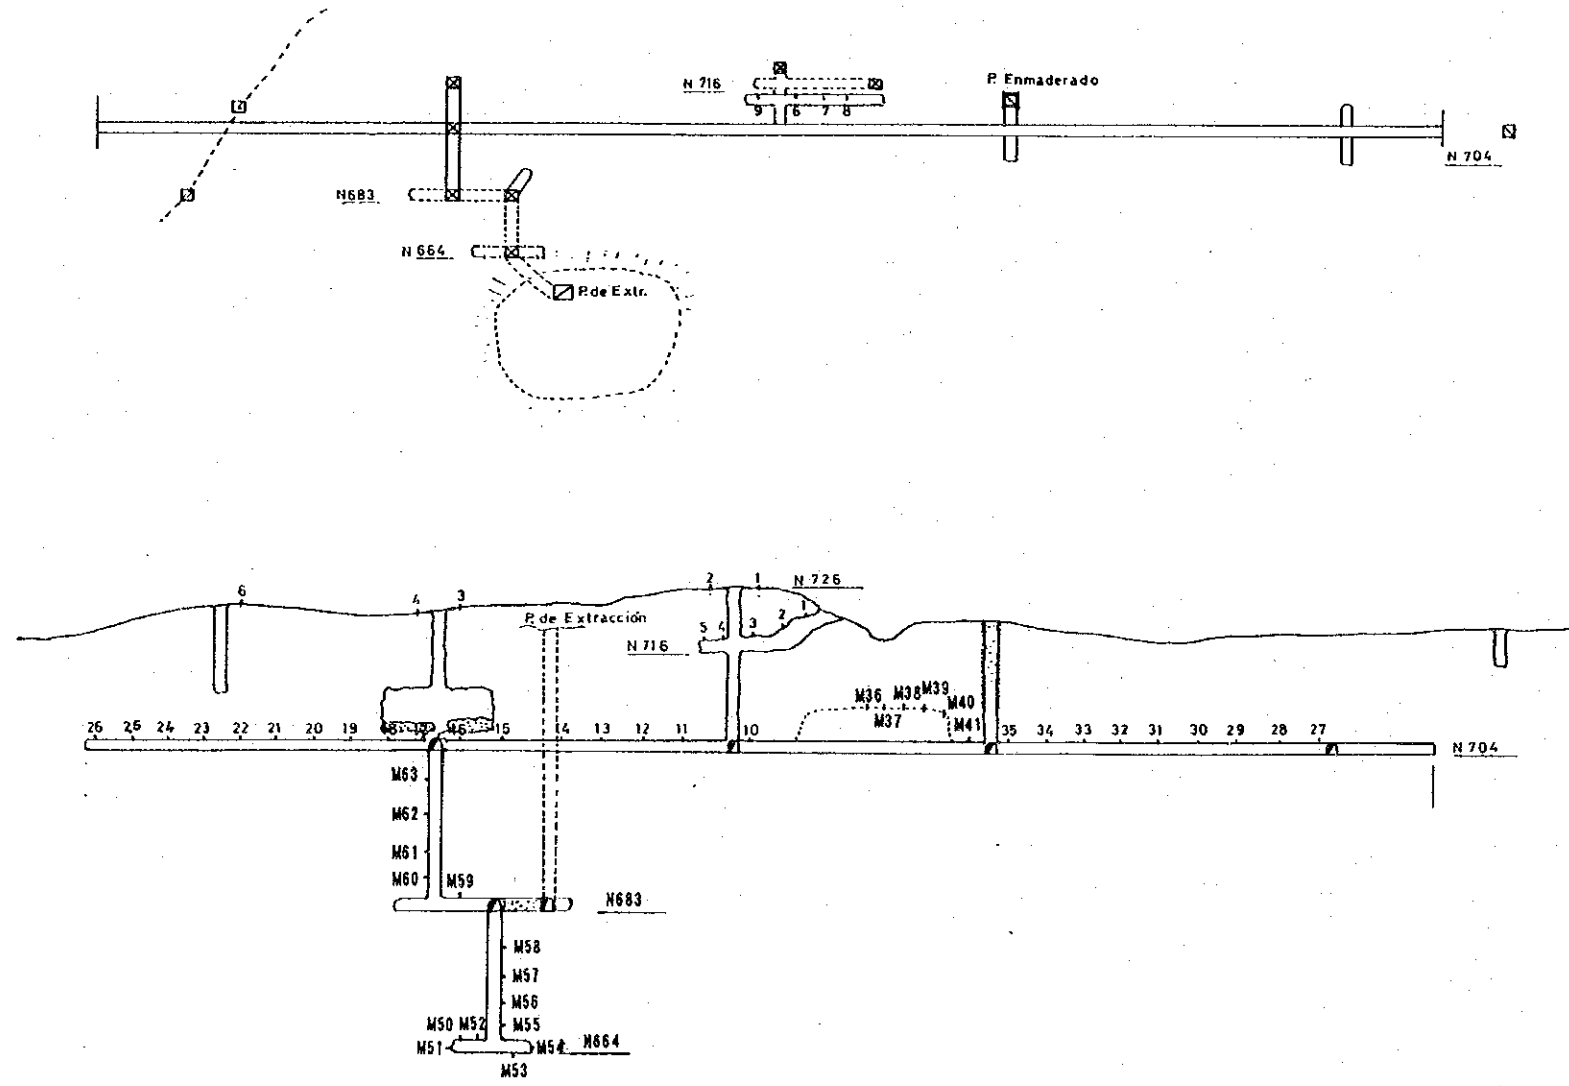 N 716
P. Enmaderado
9 6 7 8
N 704
N683
N 664
P. de Extr.
6 4 3 2 1 N 726
P. de Extracción
1
5 4 3 2
N 716
M36 M38 M39
M40
M37
M41
26 25 24 23 22 21 20 19 18 17 16 15 14 13 12 11 10 35 34 33 32 31 30 29 28 27
N 704
M63
M62
M61
M60 M59
N683
M58
M57
M56
M50 M52 M55
M51 M54 N664
M53